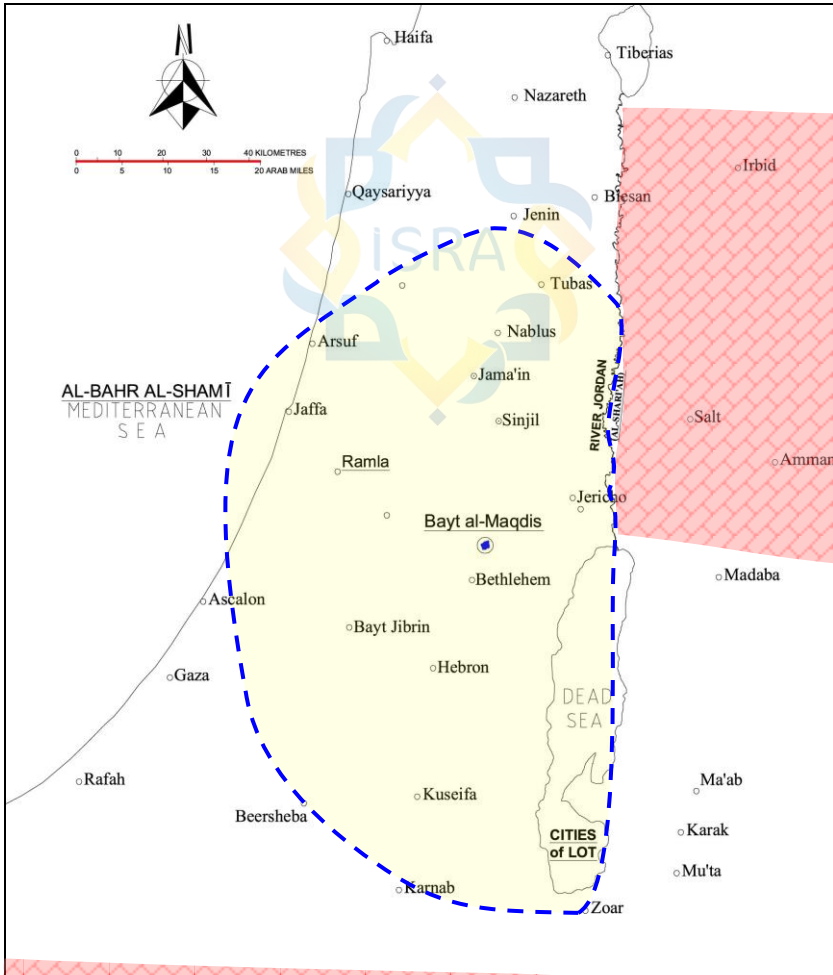 Haifa
Tiberias
N
Nazareth
0 10 20 30 40 KILOMETRES
0 5 10 15 20 ARAB MILES
Irbid
Qaysariyya
Biesan
Jenin
iSRA
Tubas
Nablus
Arsuf
Jama'in
AL-BAHR AL-SHAMĪ
MEDITERRANEAN
SEA
Jaffa
Sinjil
RIVER JORDAN
(AL-SHARI'AH)
Salt
Ramla
Amman
Jericho
Bayt al-Maqdis
Bethlehem
Madaba
Ascalon
Bayt Jibrin
Hebron
Gaza
DEAD
SEA
Rafah
Kuseifa
Ma'ab
Beersheba
CITIES
of LOT
Karak
Mu'ta
Karnab
Zoar